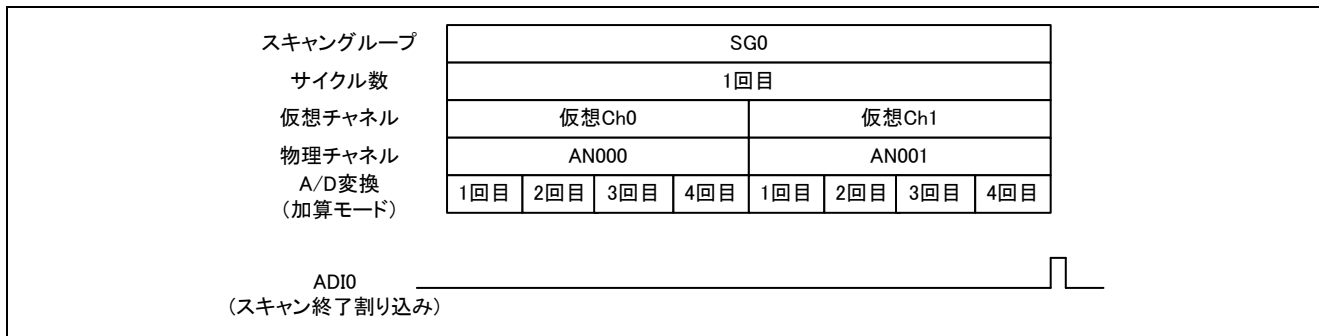 スキャングループ SG0
サイクル数 1回目
仮想チャネル 仮想Ch0 仮想Ch1
物理チャネル AN000 AN001
A/D変換
(加算モード) 1回目 2回目 3回目 4回目 1回目 2回目 3回目 4回目
ADI0
(スキャン終了割り込み)